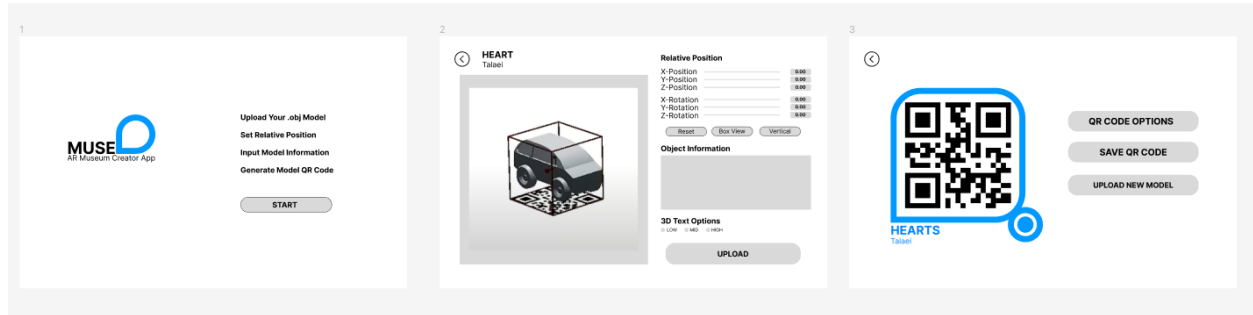 1
MUSE
AR Museum Creator App
Upload Your .obj Model
Set Relative Position
Input Model Information
Generate Model QR Code
START
2
HEART
Talaei
Relative Position
X-Position 0.00
Y-Position 0.00
Z-Position 0.00
X-Rotation 0.00
Y-Rotation 0.00
Z-Rotation 0.00
Reset Box View Vertical
Object Information
3D Text Options
LOW MID HIGH
UPLOAD
3
HEARTS
Talaei
QR CODE OPTIONS
SAVE QR CODE
UPLOAD NEW MODEL